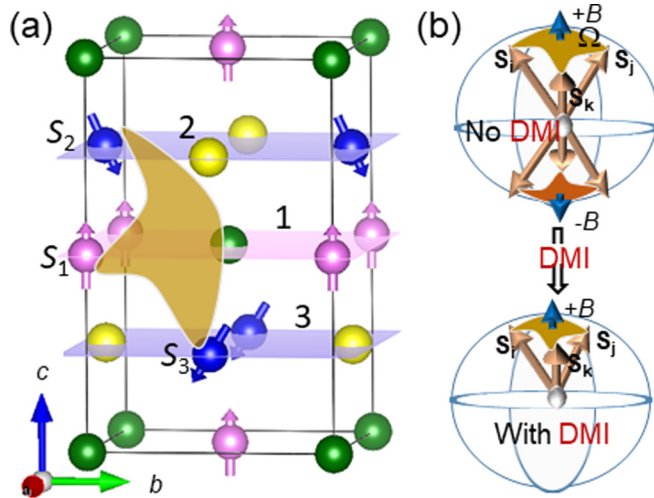 (a)
S2
2
1
S1
3
S3
c
b
(b)
+B
Ω
Si
Sj
Sk
No DMI
-B
DMI
+B
Si
Sj
Sk
With DMI